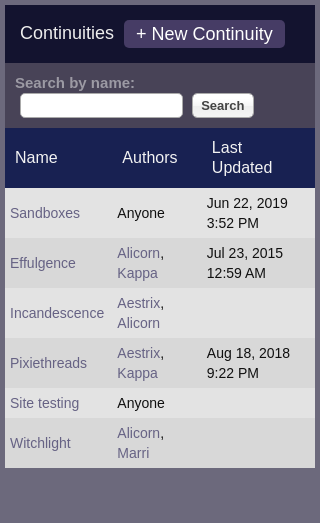 Continuities + New Continuity
Search by name:
Search
Name Authors Last
Updated
Sandboxes Anyone Jun 22, 2019
3:52 PM
Effulgence Alicorn, Jul 23, 2015
Kappa 12:59 AM
Incandescence Aestrix,
Alicorn
Pixiethreads Aestrix, Aug 18, 2018
Kappa 9:22 PM
Site testing Anyone
Witchlight Alicorn,
Marri